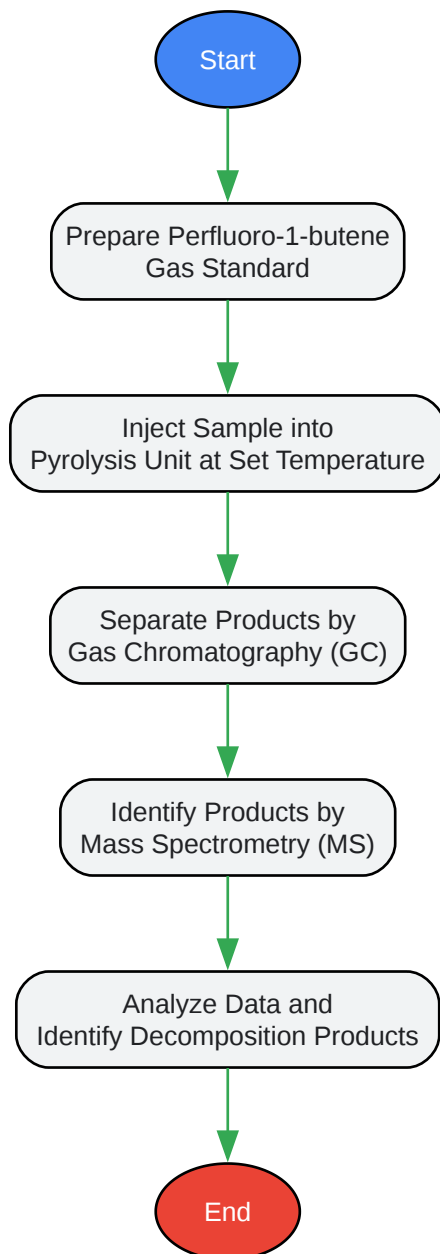 Start
Prepare Perfluoro-1-butene
Gas Standard
Inject Sample into
Pyrolysis Unit at Set Temperature
Separate Products by
Gas Chromatography (GC)
Identify Products by
Mass Spectrometry (MS)
Analyze Data and
Identify Decomposition Products
End